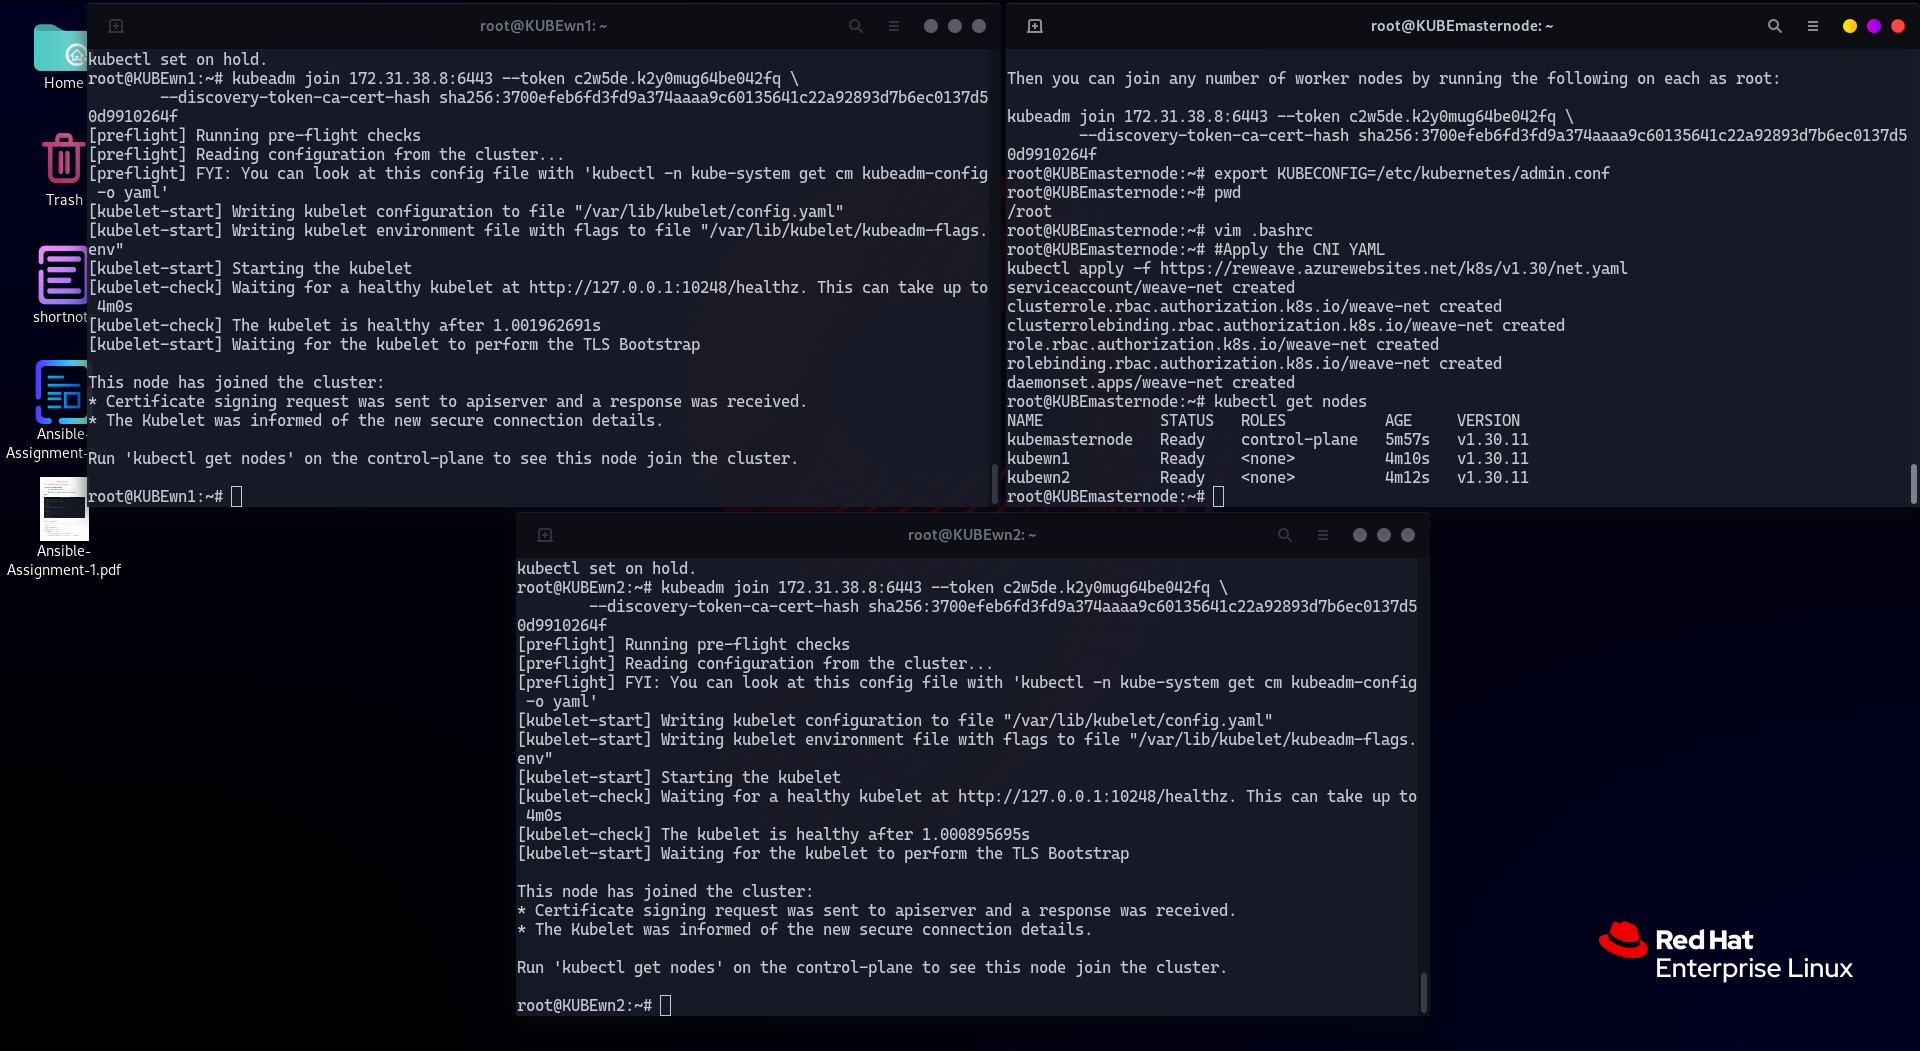 Home
Trash
shortnot
Ansible-
Assignment-
Ansible-
Assignment-1.pdf
root@KUBEwn1: ~
kubectl set on hold.
root@KUBEwn1:~# kubeadm join 172.31.38.8:6443 --token c2w5de.k2y0mug64be042fq \
        --discovery-token-ca-cert-hash sha256:3700efeb6fd3fd9a374aaaa9c60135641c22a92893d7b6ec0137d5
0d9910264f
[preflight] Running pre-flight checks
[preflight] Reading configuration from the cluster...
[preflight] FYI: You can look at this config file with 'kubectl -n kube-system get cm kubeadm-config
 -o yaml'
[kubelet-start] Writing kubelet configuration to file "/var/lib/kubelet/config.yaml"
[kubelet-start] Writing kubelet environment file with flags to file "/var/lib/kubelet/kubeadm-flags.
env"
[kubelet-start] Starting the kubelet
[kubelet-check] Waiting for a healthy kubelet at http://127.0.0.1:10248/healthz. This can take up to
 4m0s
[kubelet-check] The kubelet is healthy after 1.001962691s
[kubelet-start] Waiting for the kubelet to perform the TLS Bootstrap
This node has joined the cluster:
* Certificate signing request was sent to apiserver and a response was received.
* The Kubelet was informed of the new secure connection details.
Run 'kubectl get nodes' on the control-plane to see this node join the cluster.
root@KUBEwn1:~#
root@KUBEmasternode: ~
Then you can join any number of worker nodes by running the following on each as root:
kubeadm join 172.31.38.8:6443 --token c2w5de.k2y0mug64be042fq \
        --discovery-token-ca-cert-hash sha256:3700efeb6fd3fd9a374aaaa9c60135641c22a92893d7b6ec0137d5
0d9910264f
root@KUBEmasternode:~# export KUBECONFIG=/etc/kubernetes/admin.conf
root@KUBEmasternode:~# pwd
/root
root@KUBEmasternode:~# vim .bashrc
root@KUBEmasternode:~# #Apply the CNI YAML
kubectl apply -f https://reweave.azurewebsites.net/k8s/v1.30/net.yaml
serviceaccount/weave-net created
clusterrole.rbac.authorization.k8s.io/weave-net created
clusterrolebinding.rbac.authorization.k8s.io/weave-net created
role.rbac.authorization.k8s.io/weave-net created
rolebinding.rbac.authorization.k8s.io/weave-net created
daemonset.apps/weave-net created
root@KUBEmasternode:~# kubectl get nodes
NAME             STATUS   ROLES           AGE     VERSION
kubemasternode   Ready    control-plane   5m57s   v1.30.11
kubewn1          Ready    <none>          4m10s   v1.30.11
kubewn2          Ready    <none>          4m12s   v1.30.11
root@KUBEmasternode:~#
root@KUBEwn2: ~
kubectl set on hold.
root@KUBEwn2:~# kubeadm join 172.31.38.8:6443 --token c2w5de.k2y0mug64be042fq \
        --discovery-token-ca-cert-hash sha256:3700efeb6fd3fd9a374aaaa9c60135641c22a92893d7b6ec0137d5
0d9910264f
[preflight] Running pre-flight checks
[preflight] Reading configuration from the cluster...
[preflight] FYI: You can look at this config file with 'kubectl -n kube-system get cm kubeadm-config
 -o yaml'
[kubelet-start] Writing kubelet configuration to file "/var/lib/kubelet/config.yaml"
[kubelet-start] Writing kubelet environment file with flags to file "/var/lib/kubelet/kubeadm-flags.
env"
[kubelet-start] Starting the kubelet
[kubelet-check] Waiting for a healthy kubelet at http://127.0.0.1:10248/healthz. This can take up to
 4m0s
[kubelet-check] The kubelet is healthy after 1.000895695s
[kubelet-start] Waiting for the kubelet to perform the TLS Bootstrap
This node has joined the cluster:
* Certificate signing request was sent to apiserver and a response was received.
* The Kubelet was informed of the new secure connection details.
Run 'kubectl get nodes' on the control-plane to see this node join the cluster.
root@KUBEwn2:~#
Red Hat
Enterprise Linux